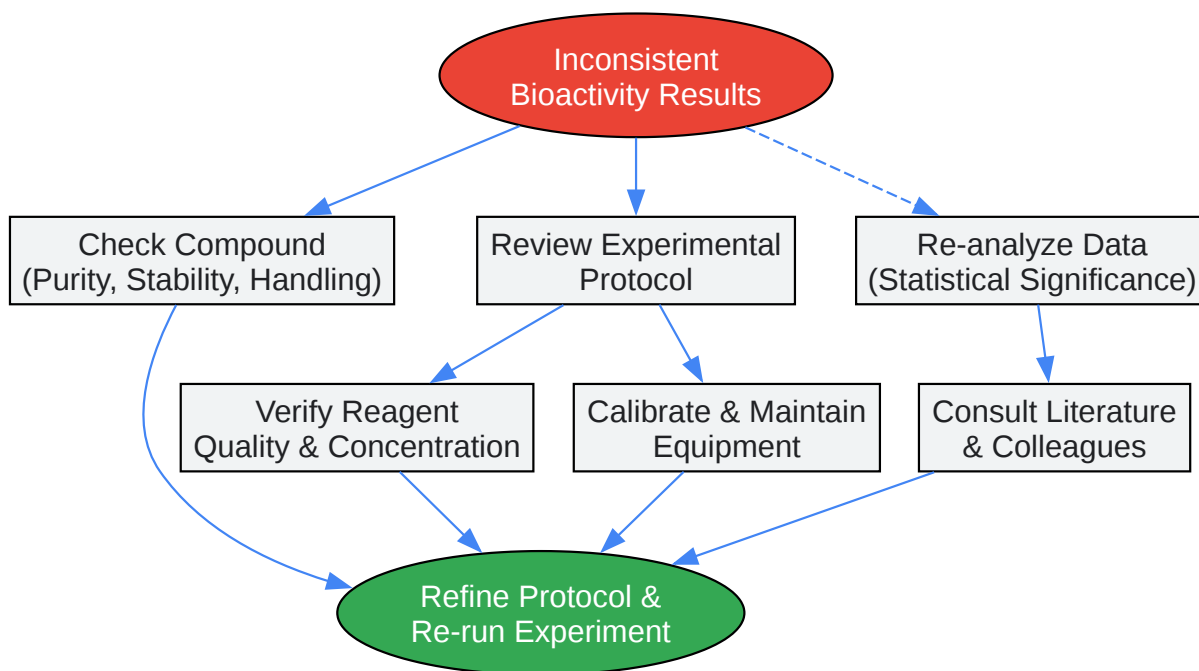 Inconsistent
Bioactivity Results
Check Compound
(Purity, Stability, Handling)
Review Experimental
Protocol
Re-analyze Data
(Statistical Significance)
Verify Reagent
Quality & Concentration
Calibrate & Maintain
Equipment
Consult Literature
& Colleagues
Refine Protocol &
Re-run Experiment